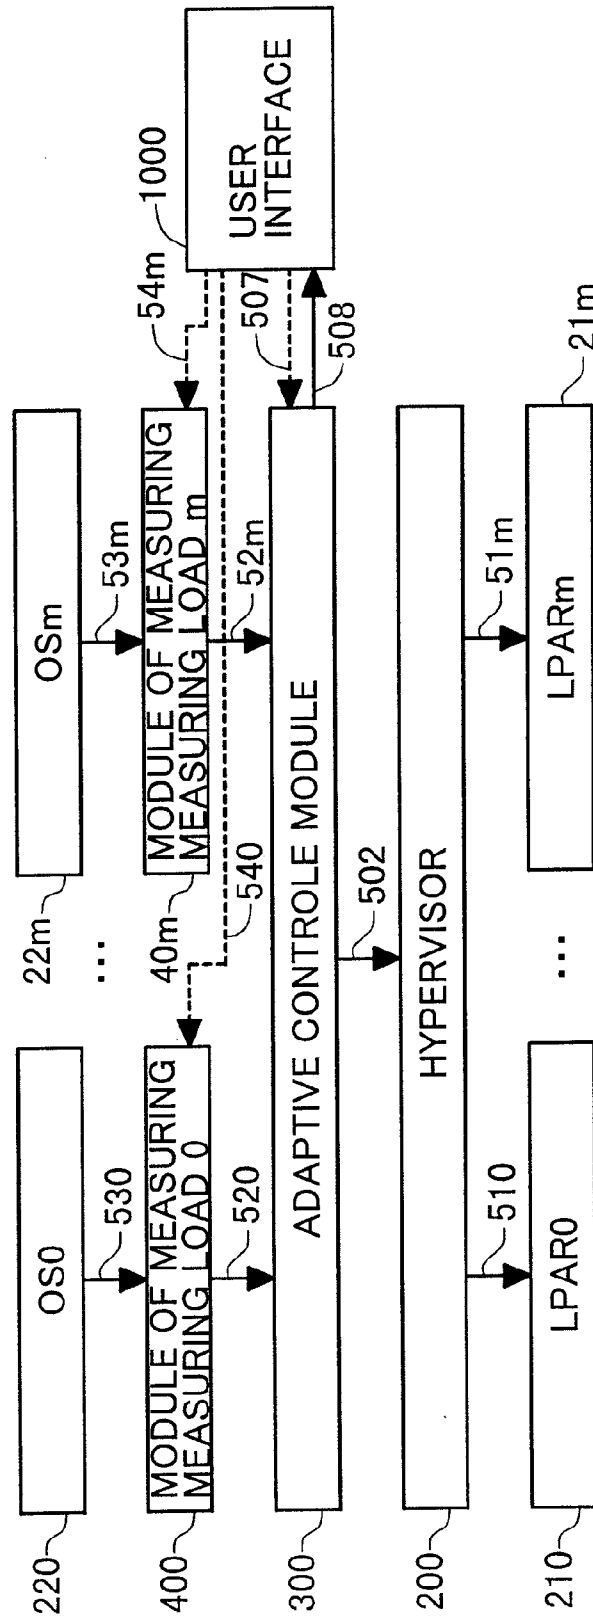 220
OS0
530
22m
OSm
53m
...
400
MODULE OF MEASURING
MEASURING LOAD 0
520
40m
MODULE OF MEASURING
MEASURING LOAD m
52m
54m
540
1000
USER
INTERFACE
507
508
300
ADAPTIVE CONTROLE MODULE
502
200
HYPERVISOR
510
51m
210
LPAR0
...
LPARm
21m